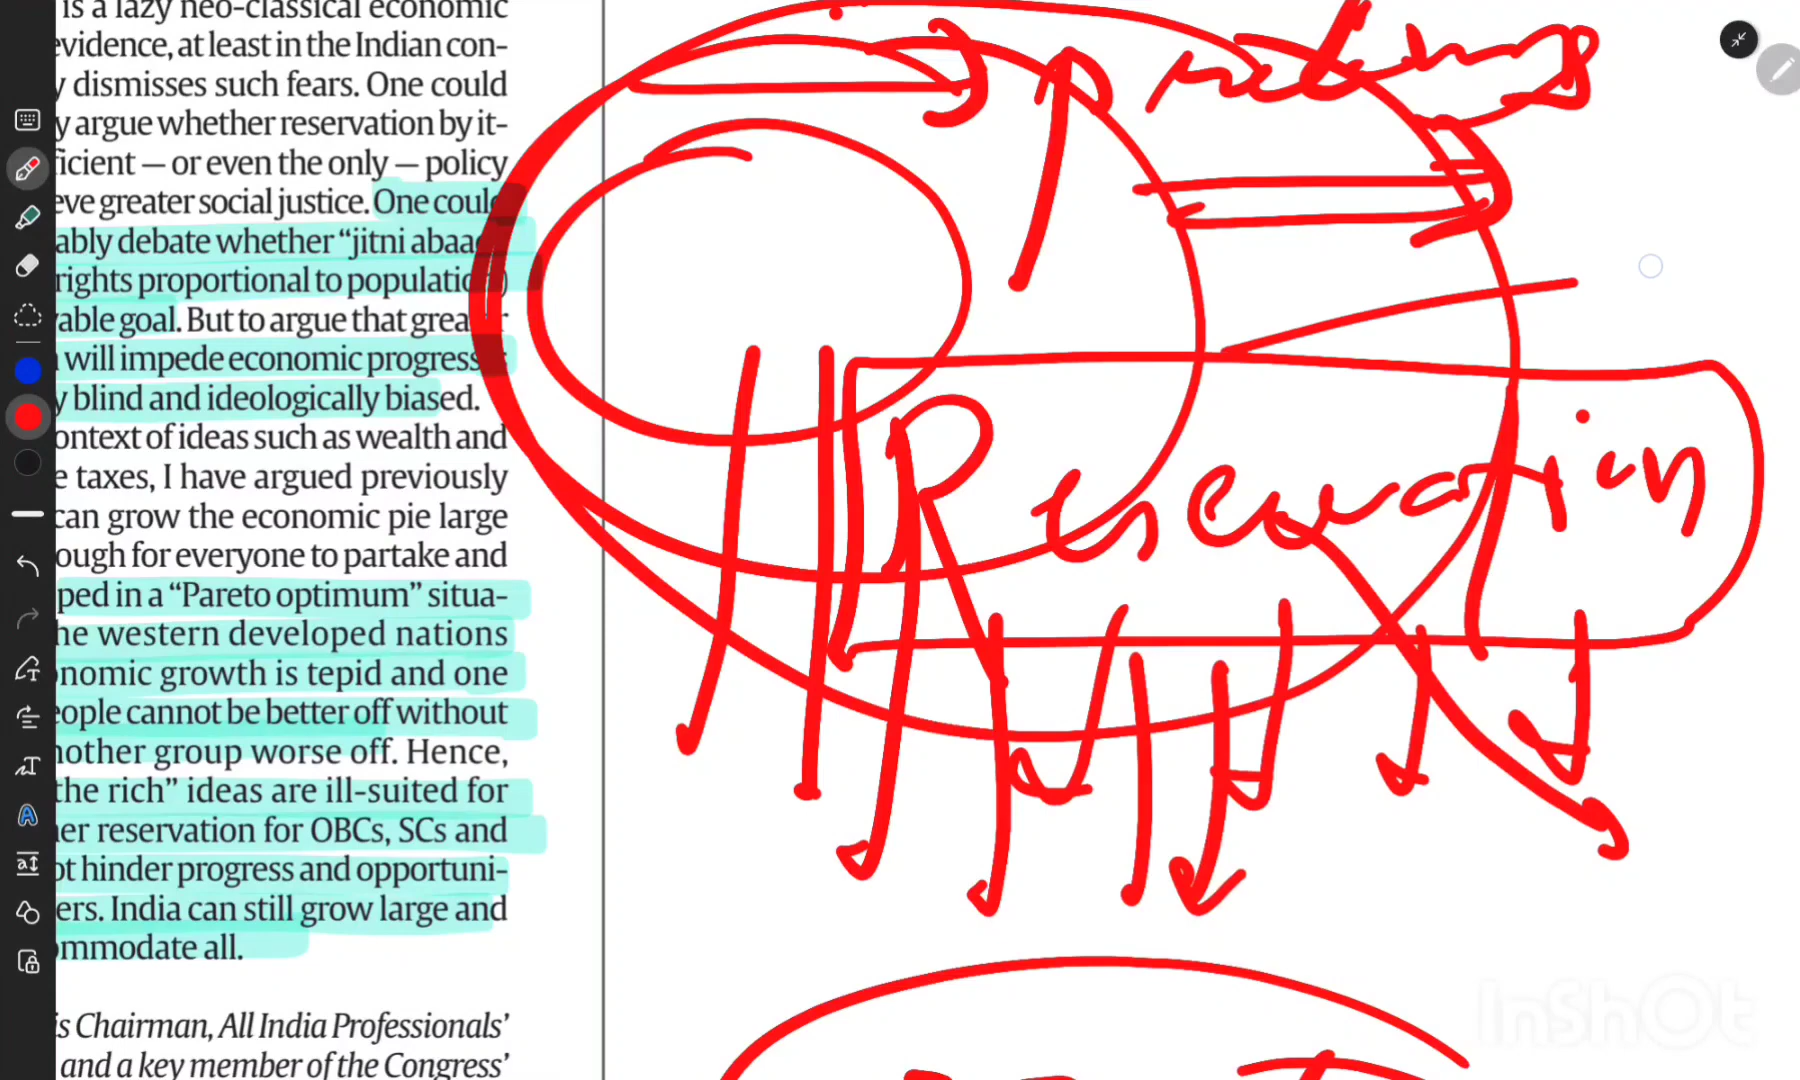 is a lazy neo-classical economic
evidence, at least in the Indian con-
y dismisses such fears. One could
y argue whether reservation by it-
ficient — or even the only — policy
eve greater social justice. One could
ably debate whether “jitni abaad
rights proportional to population)
able goal. But to argue that greater
will impede economic progress
y blind and ideologically biased.
ontext of ideas such as wealth and
e taxes, I have argued previously
can grow the economic pie large
ough for everyone to partake and
ped in a “Pareto optimum” situa-
he western developed nations
onomic growth is tepid and one
eople cannot be better off without
nother group worse off. Hence,
the rich” ideas are ill-suited for
her reservation for OBCs, SCs and
ot hinder progress and opportuni-
ers. India can still grow large and
ommodate all.
is Chairman, All India Professionals’
and a key member of the Congress’
Reservation
InShOt